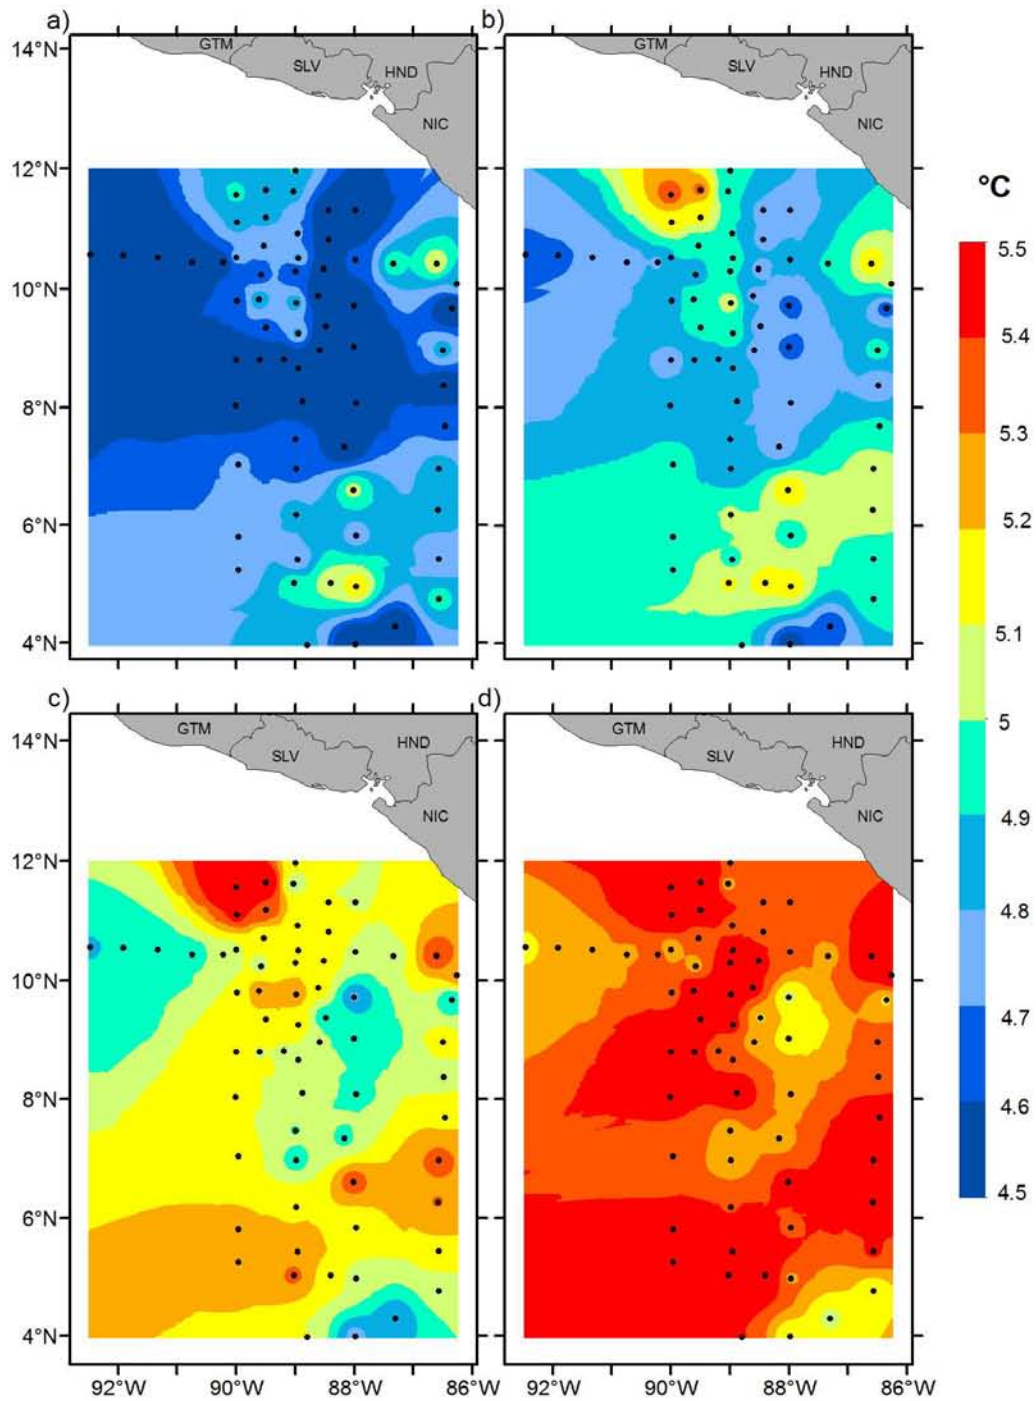 a)
b)
14°N
GTM
SLV
HND
NIC
GTM
SLV
HND
NIC
12°N
10°N
8°N
6°N
4°N
°C
5.5
5.4
5.3
5.2
5.1
5
4.9
4.8
4.7
4.6
4.5
c)
d)
14°N
GTM
SLV
HND
NIC
GTM
SLV
HND
NIC
12°N
10°N
8°N
6°N
4°N
92°W
90°W
88°W
86°W
92°W
90°W
88°W
86°W